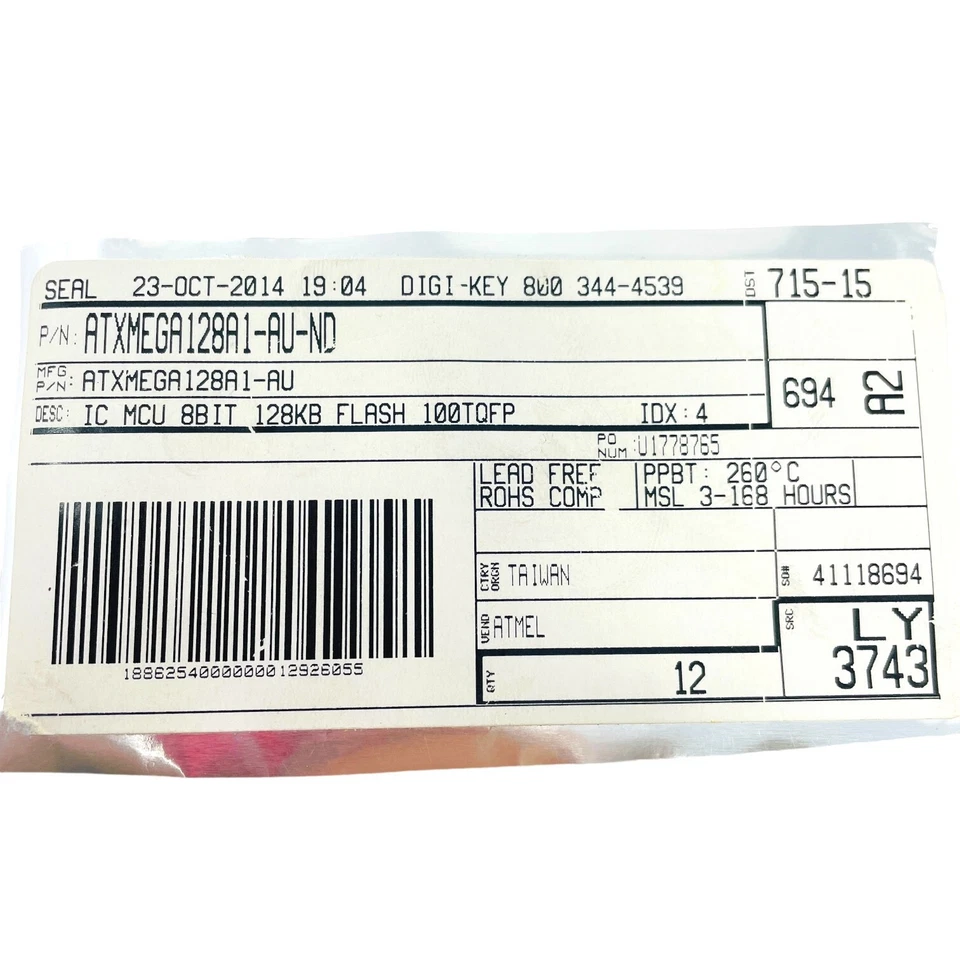 SEAL 23-OCT-2014 19:04 DIGI-KEY 800 344-4539 DST 715-15
P/N: ATXMEGA128A1-AU-ND
MFG P/N: ATXMEGA128A1-AU
694 A2
DESC: IC MCU 8BIT 128KB FLASH 100TQFP IDX: 4
PO NUM: U1778765
LEAD FREE PPBT: 260°C
ROHS COMP MSL 3-168 HOURS
CTRY ORGN TAIWAN SO# 41118694
VEND ATMEL SRC LY
QTY 12 3743
18862540000000012926055